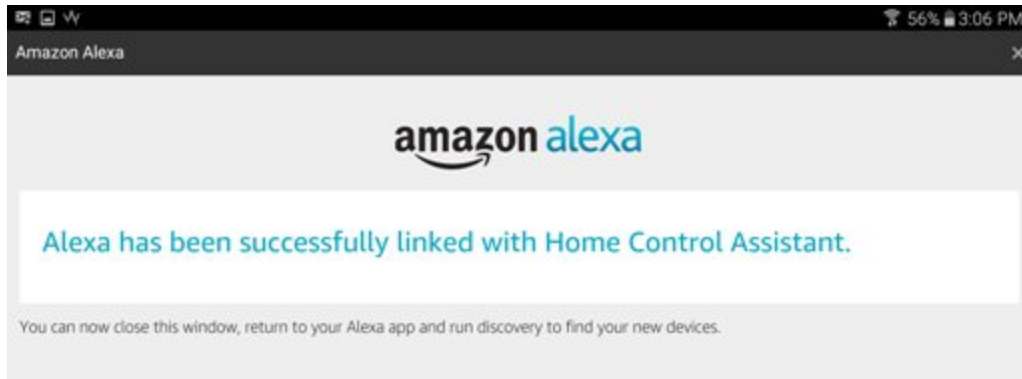 56% 3:06 PM
Amazon Alexa
amazon alexa
Alexa has been successfully linked with Home Control Assistant.
You can now close this window, return to your Alexa app and run discovery to find your new devices.